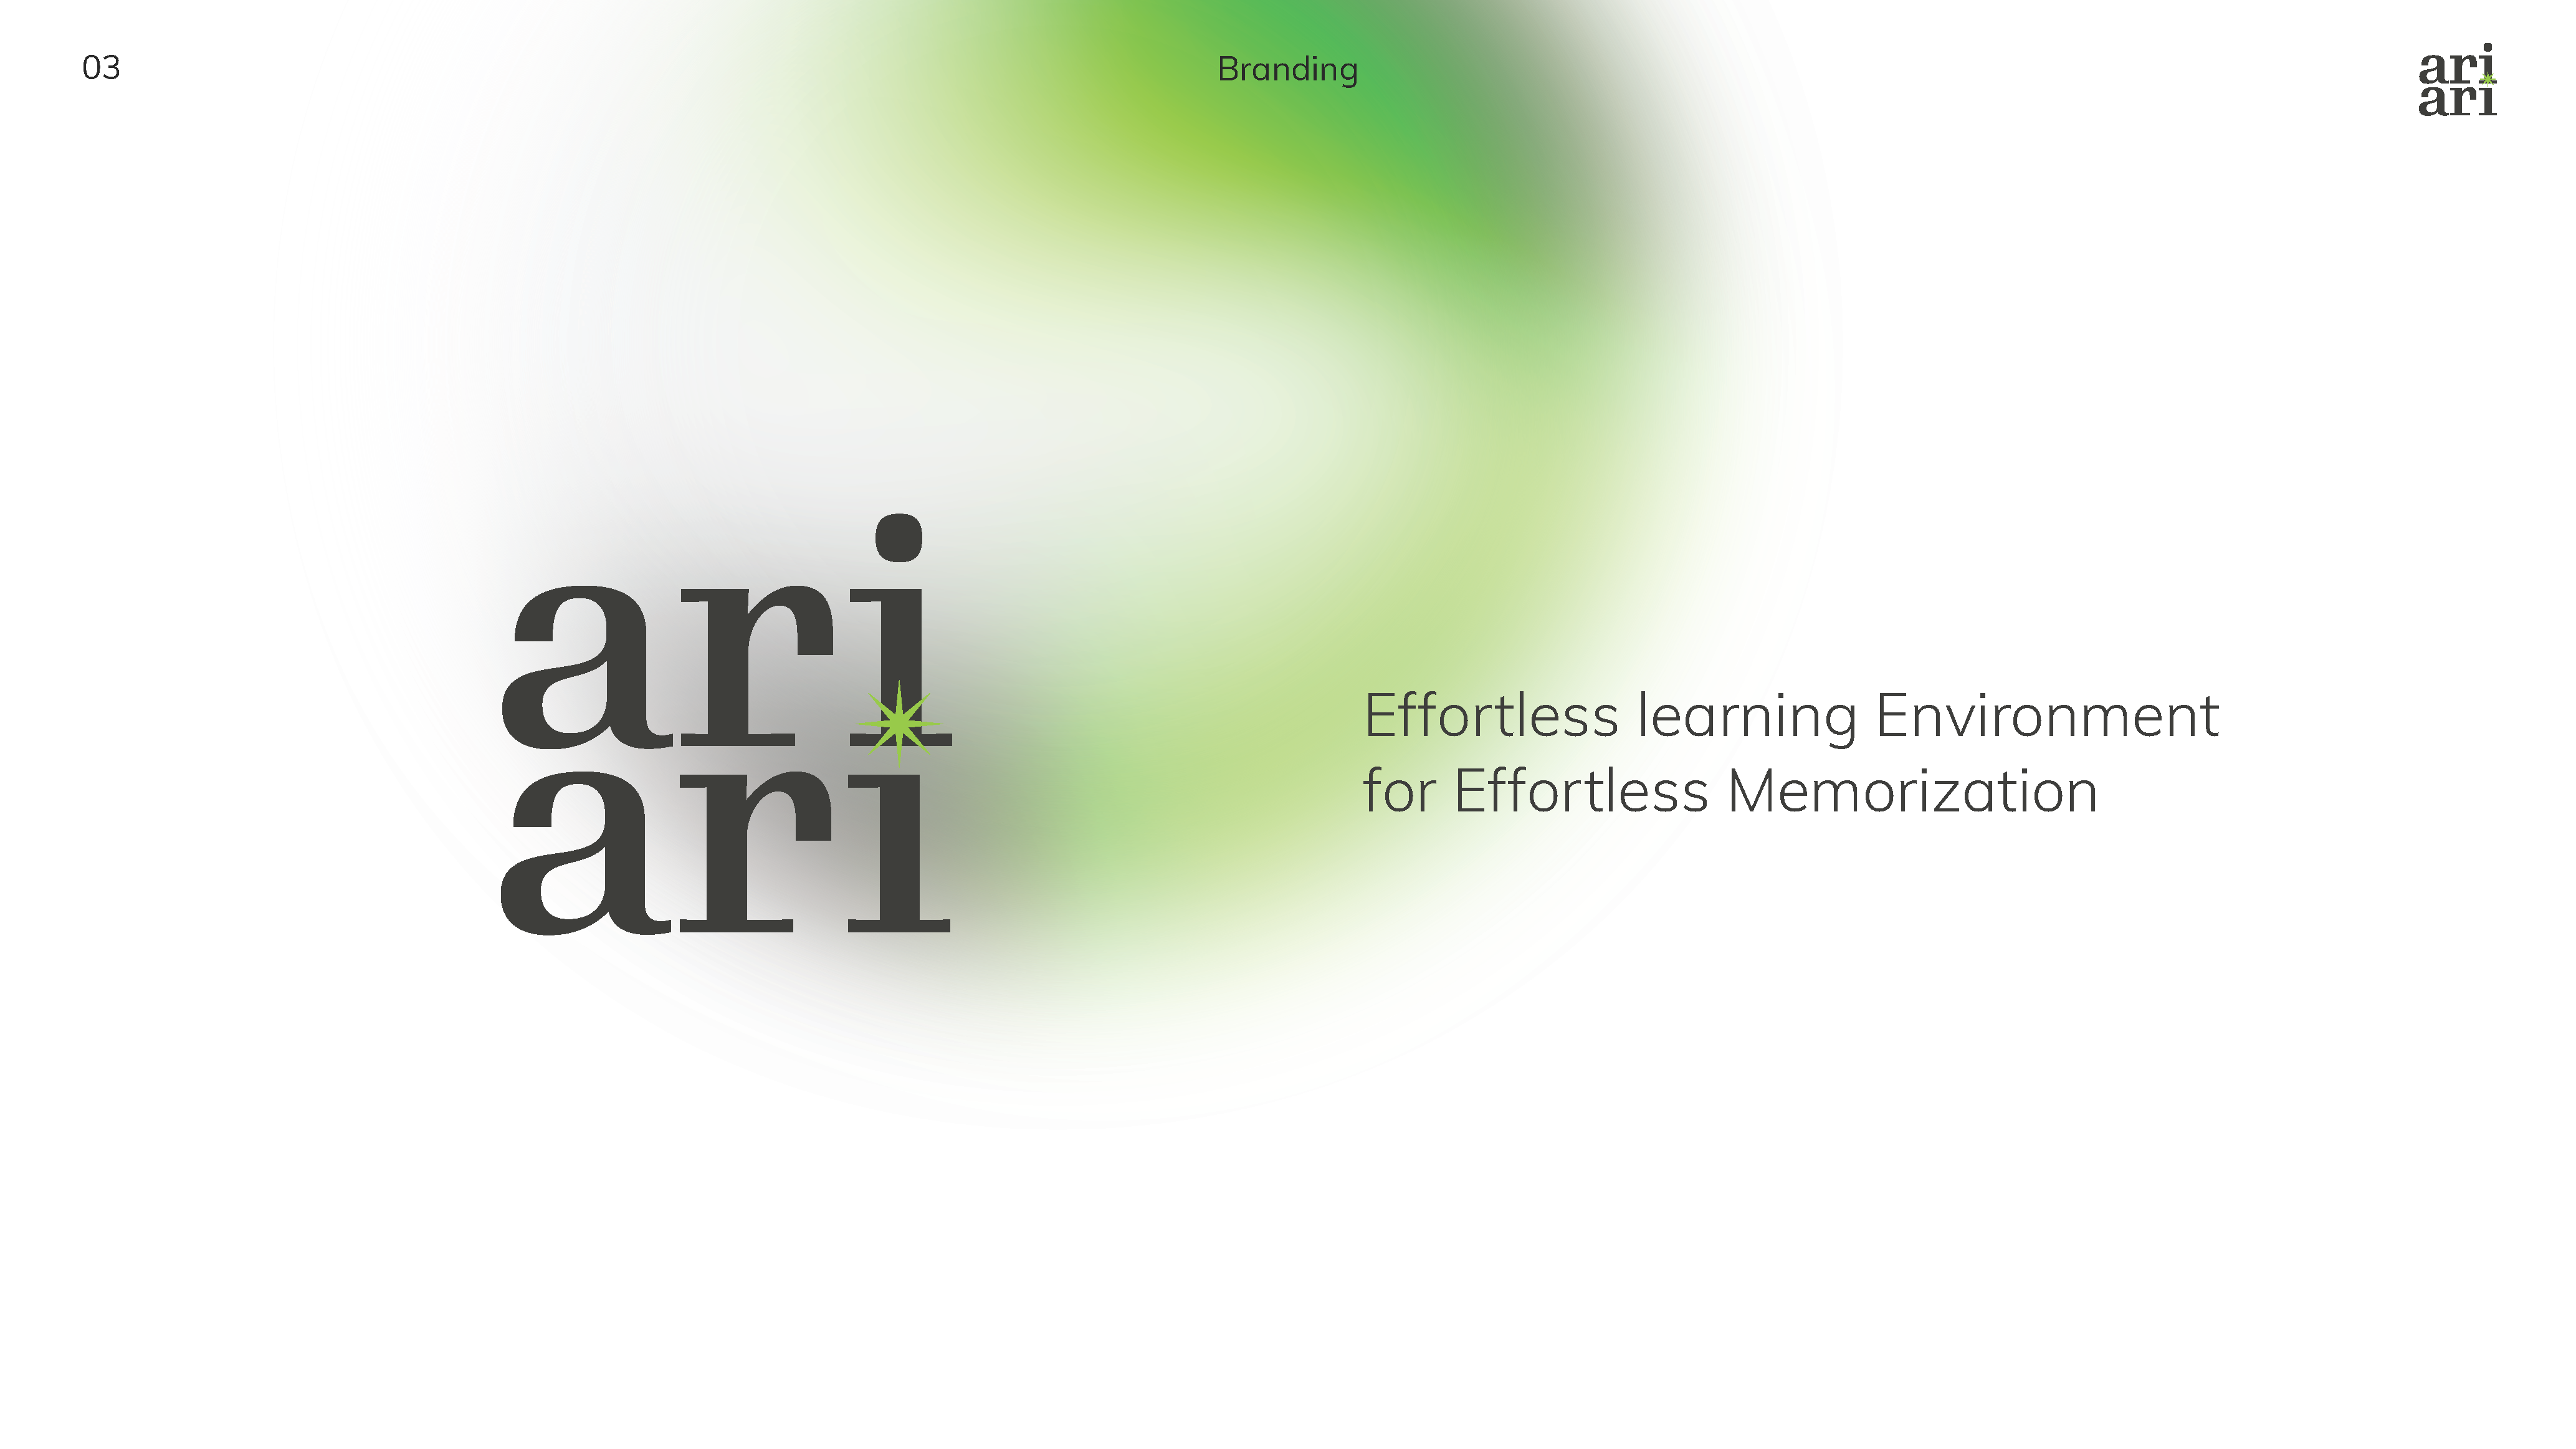 03
Branding
ari
ari
ari
ari
Effortless learning Environment
for Effortless Memorization